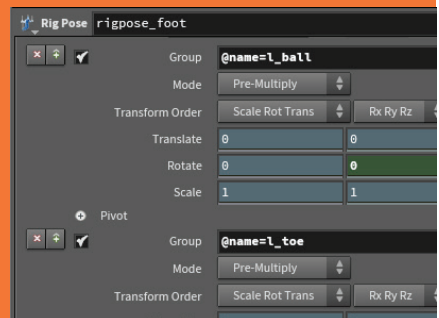 Rig Pose rigpose_foot
Group @name=l_ball
Mode Pre-Multiply
Transform Order Scale Rot Trans Rx Ry Rz
Translate 0 0
Rotate 0 0
Scale 1 1
Pivot
Group @name=l_toe
Mode Pre-Multiply
Transform Order Scale Rot Trans Rx Ry Rz